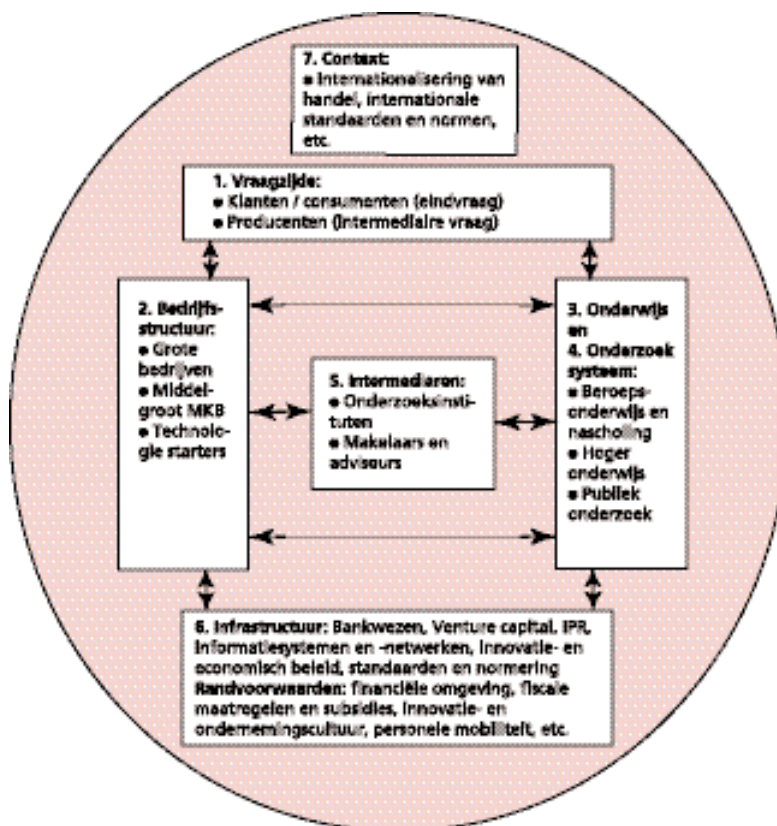 7. Context:
● Internationalisering van
handel, internationale
standaarden en normen,
etc.
1. Vraagzijde:
● Klanten / consumenten (eindvraag)
● Producenten (intermediaire vraag)
2. Bedrijfs-
structuur:
● Grote
bedrijven
● Middel-
groot MKB
● Technolo-
gie starters
5. Intermediaren:
● Onderzoeksinsti-
tuten
● Makelaars en
adviseurs
3. Onderwijs
en
4. Onderzoek
systeem:
● Beroeps-
onderwijs en
nascholing
● Hoger
onderwijs
● Publiek
onderzoek
6. Infrastructuur: Bankwezen, Venture capital, IPR,
Informatiesystemen en -netwerken, Innovatie- en
economisch beleid, standaarden en normering
Randvoorwaarden: financiële omgeving, fiscale
maatregelen en subsidies, innovatie- en
ondernemingscultuur, personele mobiliteit, etc.